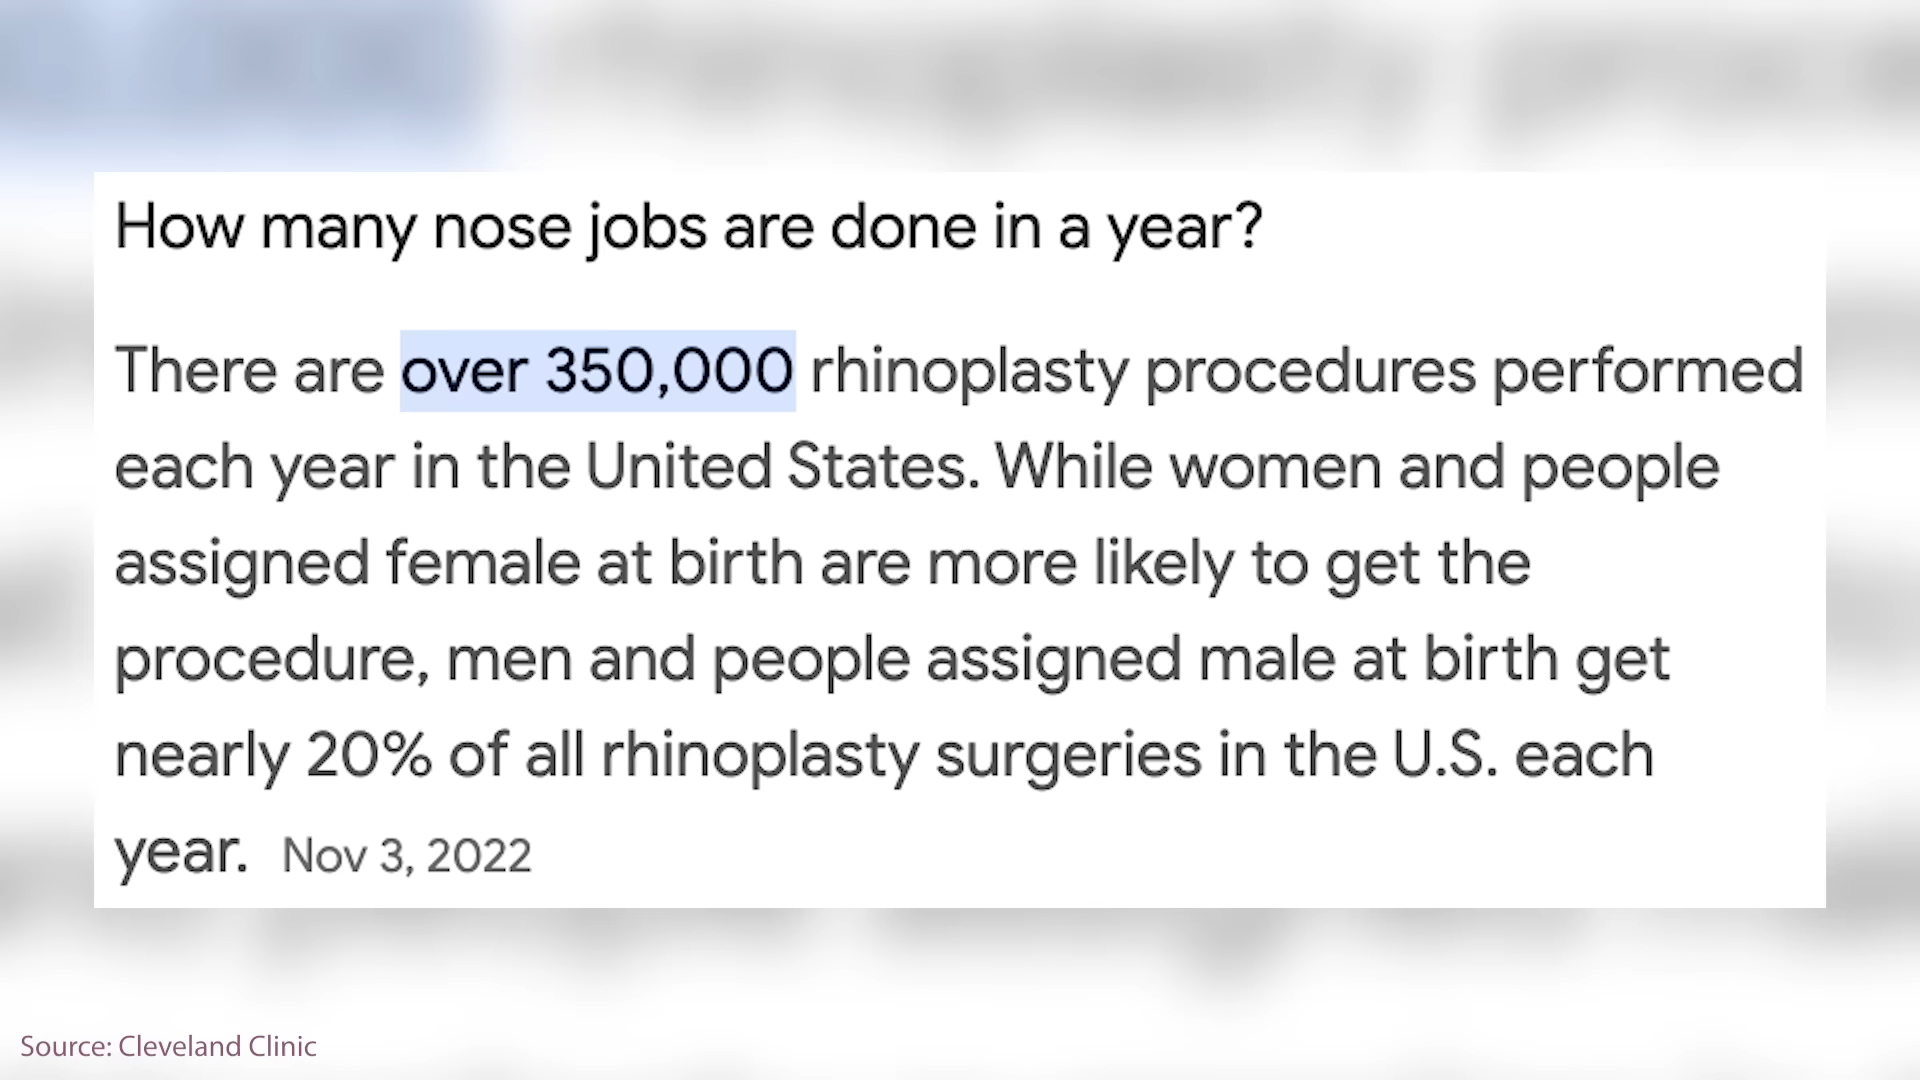 How many nose jobs are done in a year?
There are over 350,000 rhinoplasty procedures performed
each year in the United States. While women and people
assigned female at birth are more likely to get the
procedure, men and people assigned male at birth get
nearly 20% of all rhinoplasty surgeries in the U.S. each
year. Nov 3, 2022
Source: Cleveland Clinic